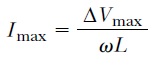 I_max = ΔV_max / ωL